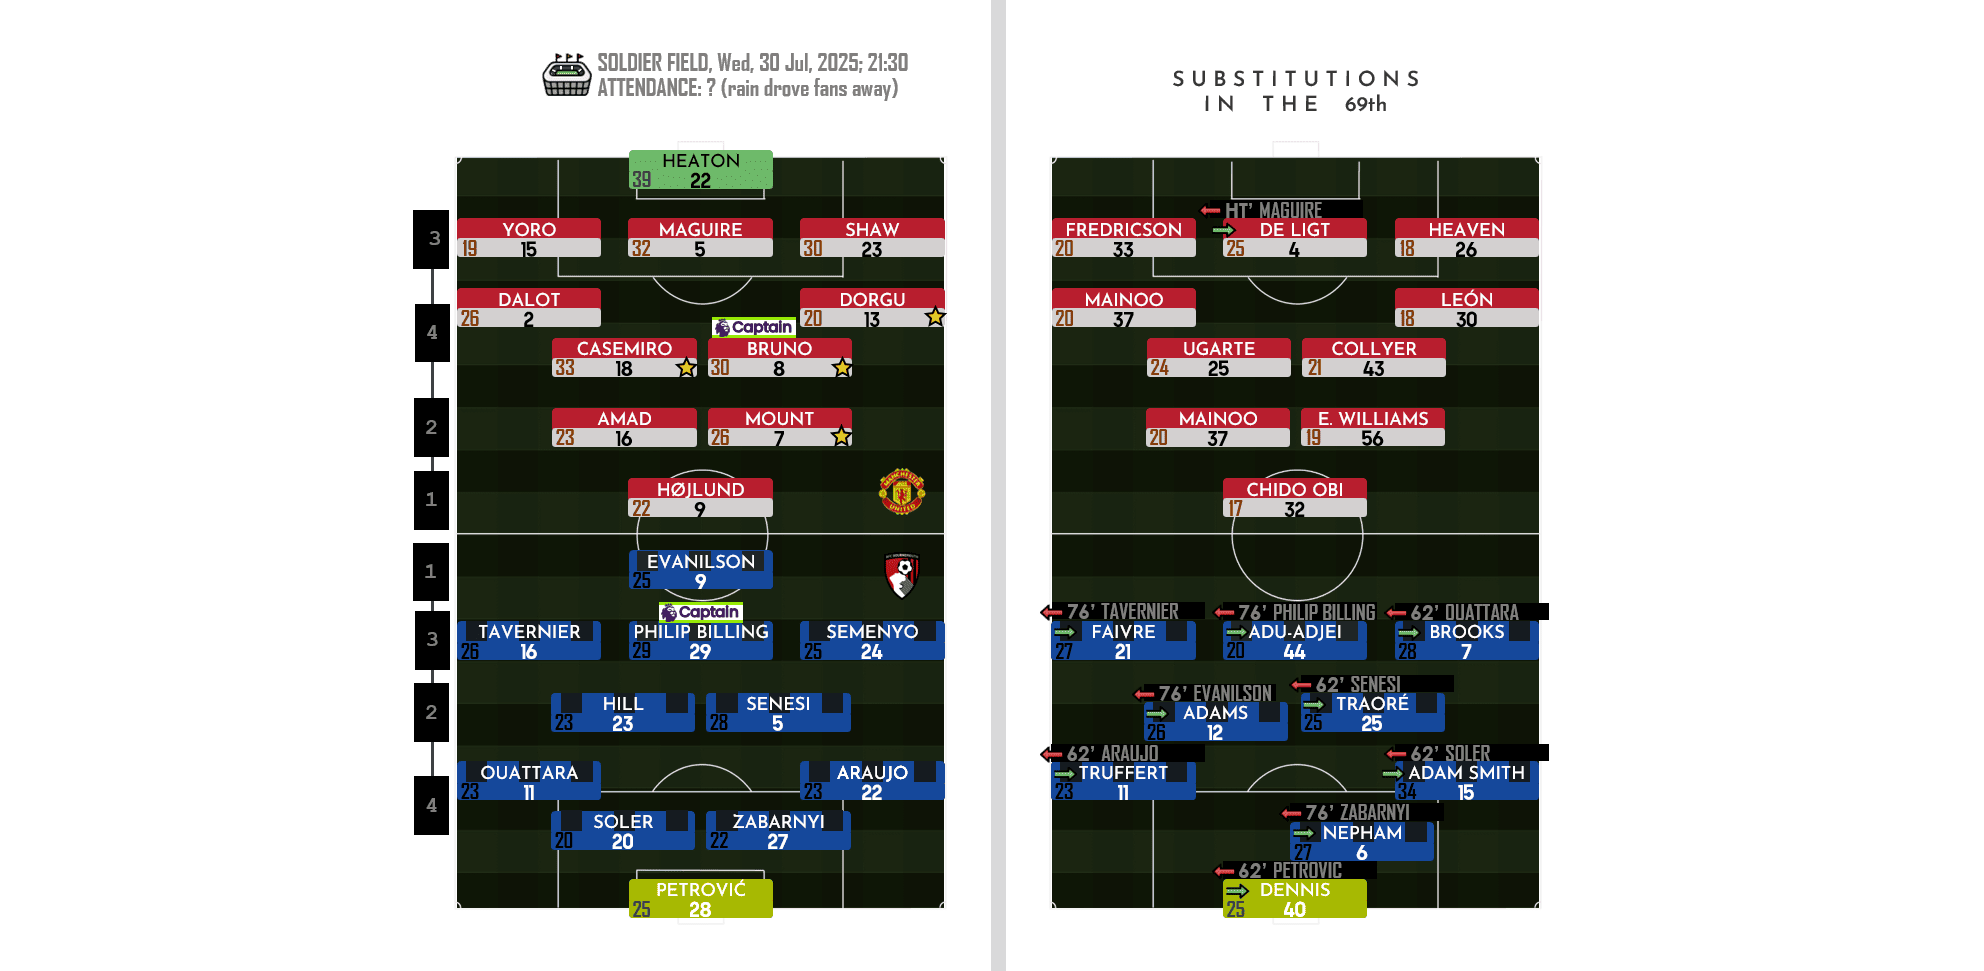 SOLDIER FIELD, Wed, 30 Jul, 2025; 21:30
ATTENDANCE: ? (rain drove fans away)
HEATON
39 22
3
YORO
19 15
MAGUIRE
32 5
SHAW
30 23
4
DALOT
26 2
DORGU
20 13
Captain
CASEMIRO
33 18
BRUNO
30 8
2
AMAD
23 16
MOUNT
26 7
1
HØJLUND
22 9
MANCHESTER
UNITED
1
EVANILSON
25 9
Captain
3
TAVERNIER
26 16
PHILIP BILLING
29 29
SEMENYO
25 24
2
HILL
23 23
SENESI
28 5
4
OUATTARA
23 11
ARAUJO
23 22
SOLER
20 20
ZABARNYI
22 27
PETROVIĆ
25 28
SUBSTITUTIONS
IN THE 69th
HT' MAGUIRE
FREDRICSON
20 33
DE LIGT
25 4
HEAVEN
18 26
MAINOO
20 37
LEÓN
18 30
UGARTE
24 25
COLLYER
21 43
MAINOO
20 37
E. WILLIAMS
19 56
CHIDO OBI
17 32
76' TAVERNIER
FAIVRE
27 21
76' PHILIP BILLING
ADU-ADJEI
20 44
62' OUATTARA
BROOKS
28 7
76' EVANILSON
ADAMS
26 12
62' SENESI
TRAORÉ
25 25
62' ARAUJO
TRUFFERT
23 11
62' SOLER
ADAM SMITH
34 15
76' ZABARNYI
NEPHAM
27 6
62' PETROVIC
DENNIS
25 40